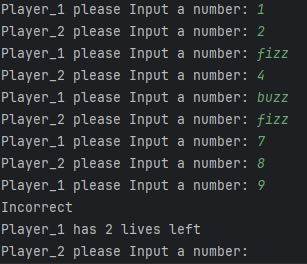 Player_1 please Input a number: 1
Player_2 please Input a number: 2
Player_1 please Input a number: fizz
Player_2 please Input a number: 4
Player_1 please Input a number: buzz
Player_2 please Input a number: fizz
Player_1 please Input a number: 7
Player_2 please Input a number: 8
Player_1 please Input a number: 9
Incorrect
Player_1 has 2 lives left
Player_2 please Input a number: